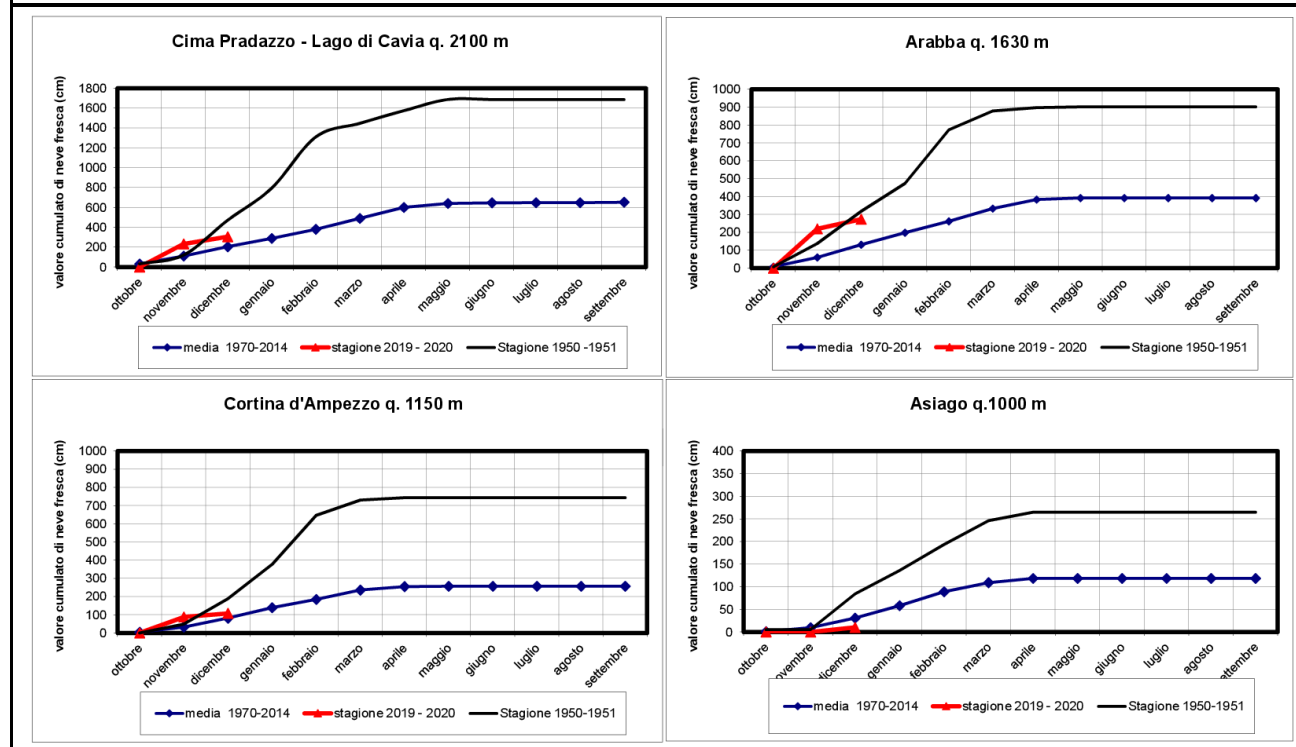 Cima Pradazzo - Lago di Cavia q. 2100 m
valore cumulato di neve fresca (cm)
1800
1600
1400
1200
1000
800
600
400
200
0
ottobre
novembre
dicembre
gennaio
febbraio
marzo
aprile
maggio
giugno
luglio
agosto
settembre
media 1970-2014
stagione 2019 - 2020
Stagione 1950 -1951
Arabba q. 1630 m
valore cumulato di neve fresca (cm)
1000
900
800
700
600
500
400
300
200
100
0
ottobre
novembre
dicembre
gennaio
febbraio
marzo
aprile
maggio
giugno
luglio
agosto
settembre
media 1970-2014
stagione 2019 - 2020
Stagione 1950-1951
Cortina d'Ampezzo q. 1150 m
valore cumulato di neve fresca (cm)
1000
900
800
700
600
500
400
300
200
100
0
ottobre
novembre
dicembre
gennaio
febbraio
marzo
aprile
maggio
giugno
luglio
agosto
settembre
media 1970-2014
stagione 2019 - 2020
Stagione 1950-1951
Asiago q.1000 m
valore cumulato di neve fresca (cm)
400
350
300
250
200
150
100
50
0
ottobre
novembre
dicembre
gennaio
febbraio
marzo
aprile
maggio
giugno
luglio
agosto
settembre
media 1970-2014
stagione 2019 - 2020
Stagione 1950-1951